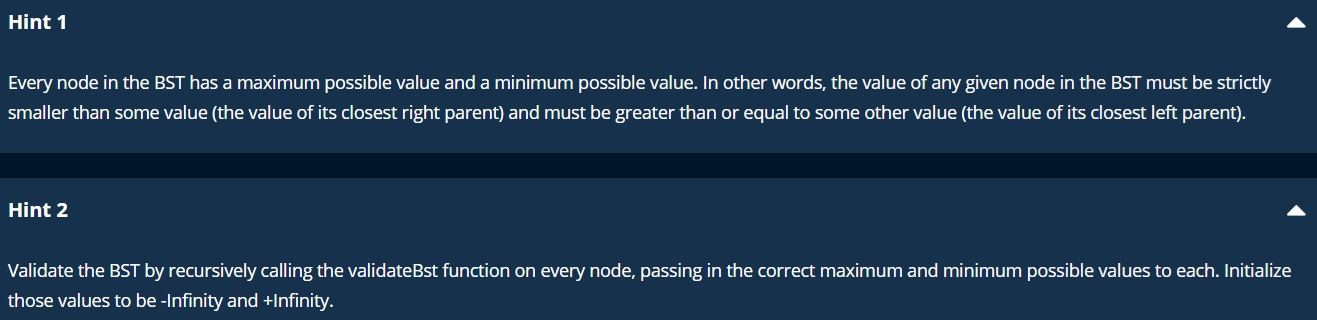 Hint 1
Every node in the BST has a maximum possible value and a minimum possible value. In other words, the value of any given node in the BST must be strictly
smaller than some value (the value of its closest right parent) and must be greater than or equal to some other value (the value of its closest left parent).
Hint 2
Validate the BST by recursively calling the validateBst function on every node, passing in the correct maximum and minimum possible values to each. Initialize
those values to be -Infinity and +Infinity.